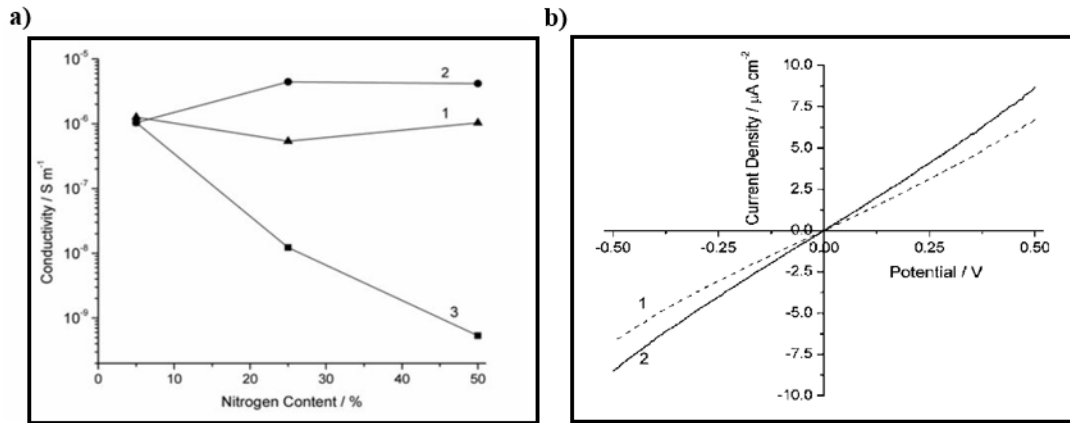 a)
10⁻⁵
10⁻⁶
10⁻⁷
10⁻⁸
10⁻⁹
Conductivity / S m⁻¹
2
1
3
0 10 20 30 40 50
Nitrogen Content / %
b)
10.0
7.5
5.0
2.5
0.0
-2.5
-5.0
-7.5
-10.0
Current Density / μA cm⁻²
-0.50 -0.25 0.00 0.25 0.50
Potential / V
1
2